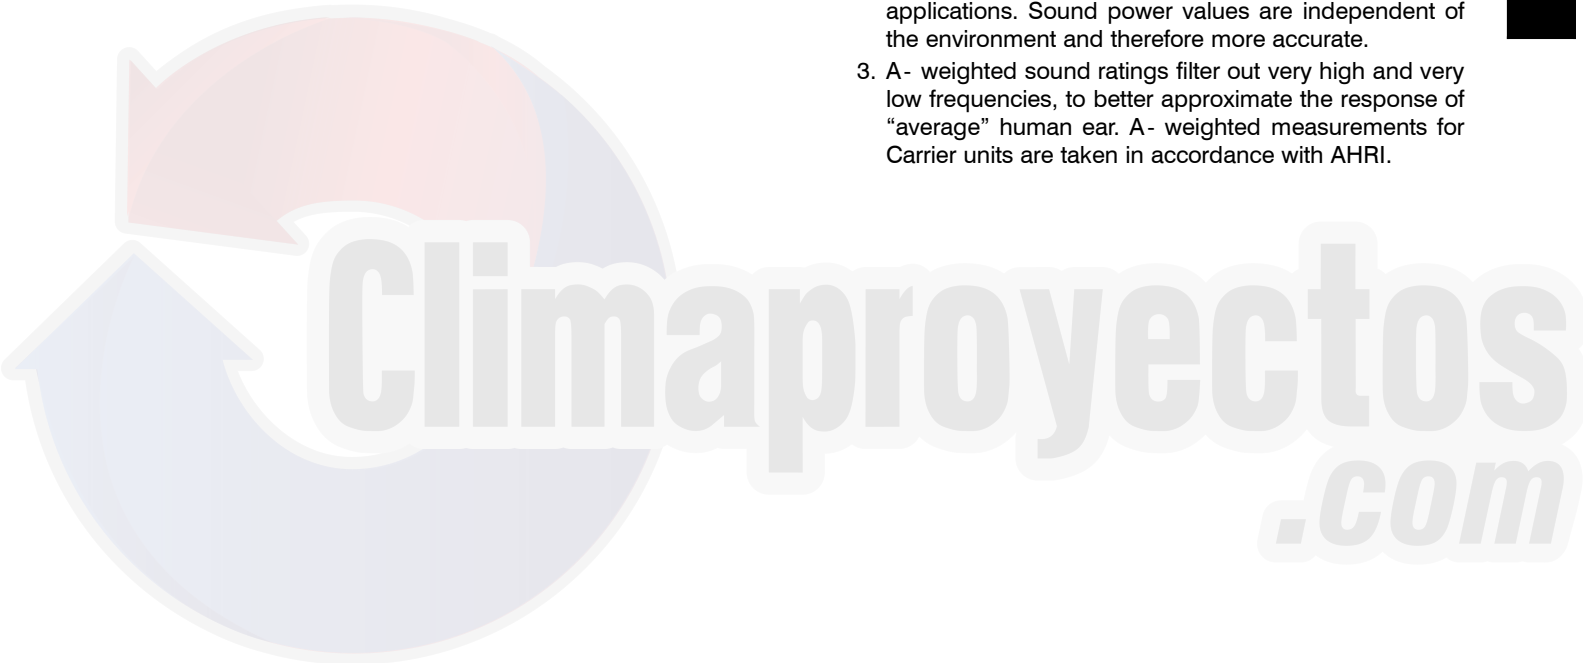 applications. Sound power values are independent of
the environment and therefore more accurate.
3. A- weighted sound ratings filter out very high and very
low frequencies, to better approximate the response of
“average” human ear. A- weighted measurements for
Carrier units are taken in accordance with AHRI.
Climaproyectos
.com